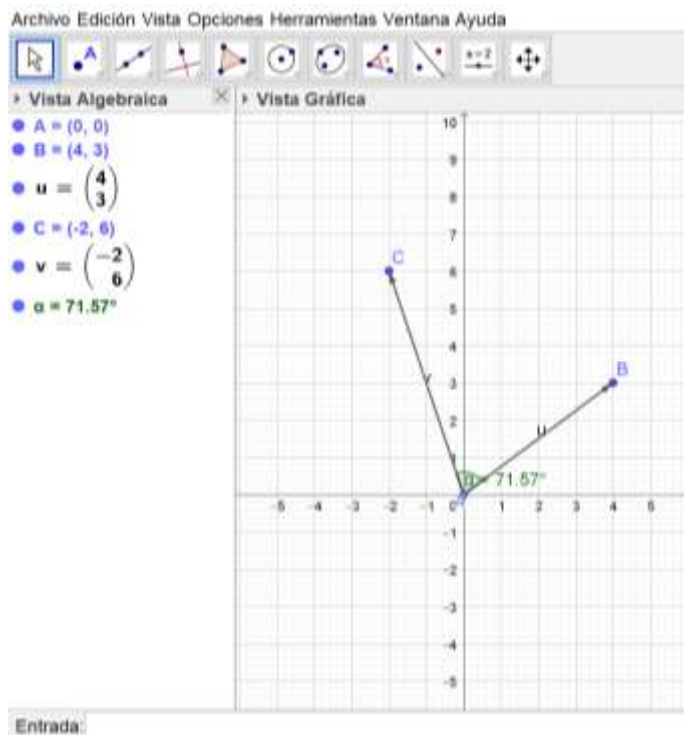 Archivo Edición Vista Opciones Herramientas Ventana Ayuda
A
a=2
Vista Algebraica
Vista Gráfica
A = (0, 0)
B = (4, 3)
u = (4
3)
C = (-2, 6)
v = (-2
6)
α = 71.57°
10
9
8
7
6
5
4
3
2
1
C
B
u
α = 71.57°
-5 -4 -3 -2 -1 0 1 2 3 4
-1
-2
-3
-4
-5
Entrada: